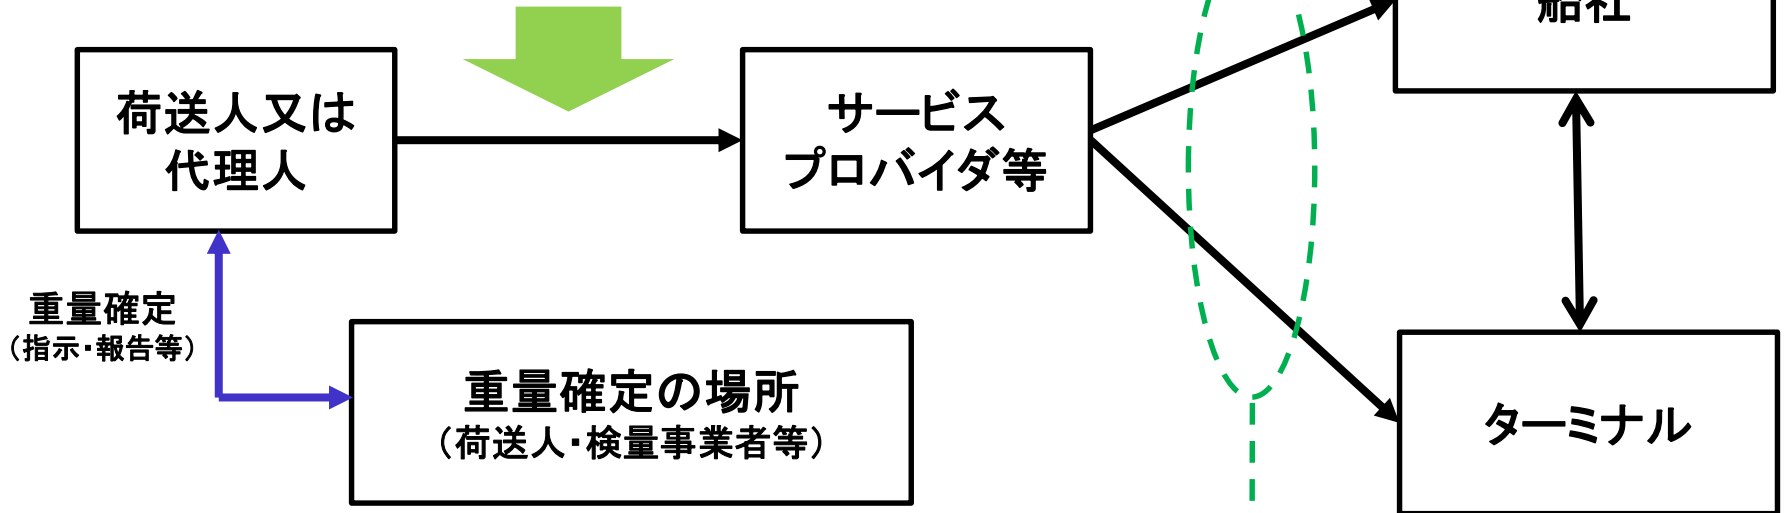 船社
荷送人又は
代理人
サービス
プロバイダ等
重量確定
（指示・報告等）
重量確定の場所
（荷送人・検量事業者等）
ターミナル